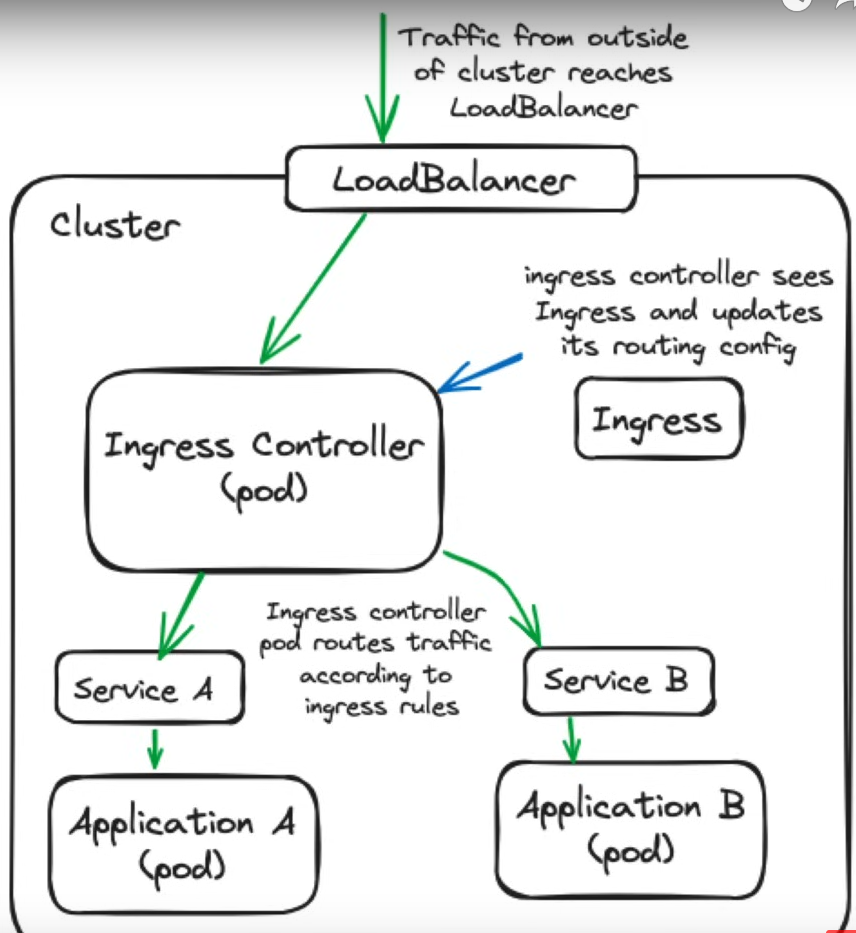 Traffic from outside
of cluster reaches
LoadBalancer
LoadBalancer
Cluster
ingress controller sees
Ingress and updates
its routing config
Ingress
Ingress Controller
(pod)
Ingress controller
pod routes traffic
according to
ingress rules
Service A
Service B
Application A
(pod)
Application B
(pod)